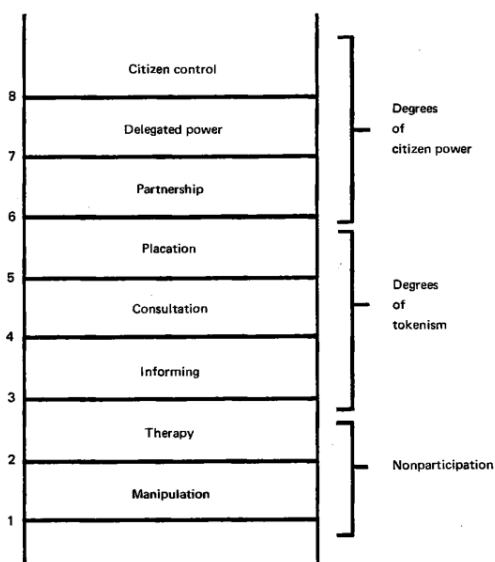 Citizen control
8
Delegated power
7
Partnership
6
Placation
5
Consultation
4
Informing
3
Therapy
2
Manipulation
1
Degrees
of
citizen power
Degrees
of
tokenism
Nonparticipation